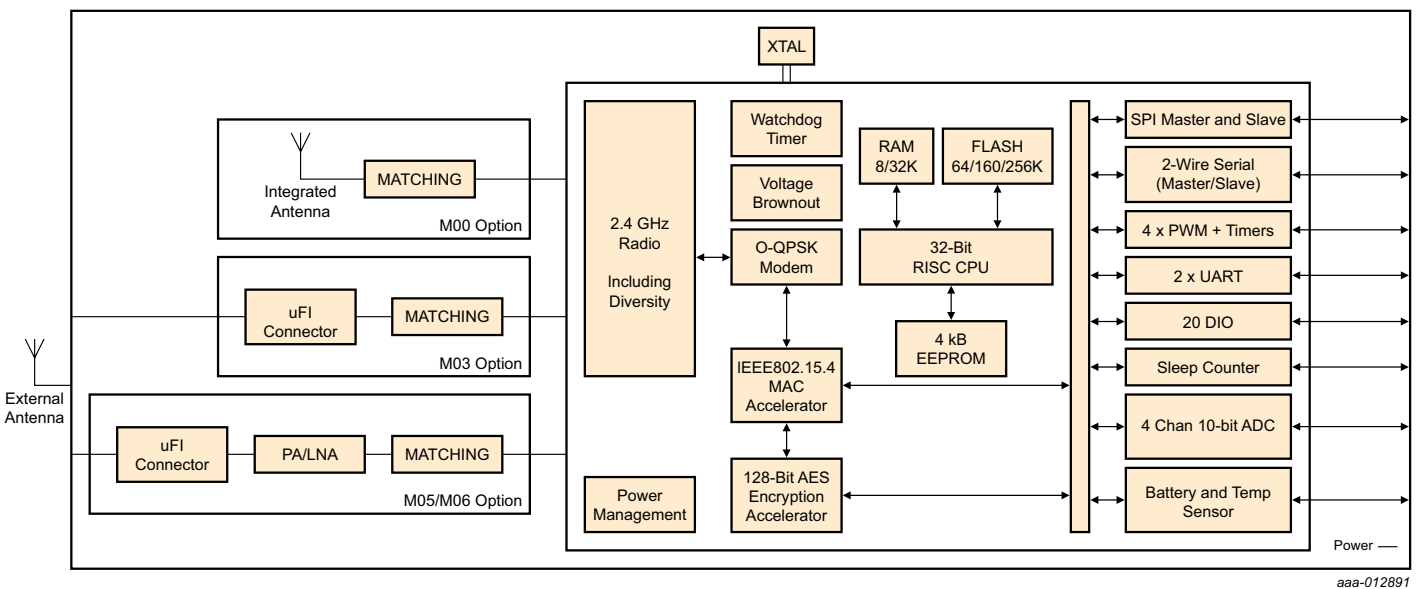 XTAL
Integrated
Antenna
MATCHING
M00 Option
uFl
Connector
MATCHING
M03 Option
External
Antenna
uFl
Connector
PA/LNA
MATCHING
M05/M06 Option
2.4 GHz
Radio
Including
Diversity
Power
Management
Watchdog
Timer
Voltage
Brownout
O-QPSK
Modem
IEEE802.15.4
MAC
Accelerator
128-Bit AES
Encryption
Accelerator
RAM
8/32K
FLASH
64/160/256K
32-Bit
RISC CPU
4 kB
EEPROM
SPI Master and Slave
2-Wire Serial
(Master/Slave)
4 x PWM + Timers
2 x UART
20 DIO
Sleep Counter
4 Chan 10-bit ADC
Battery and Temp
Sensor
Power
aaa-012891